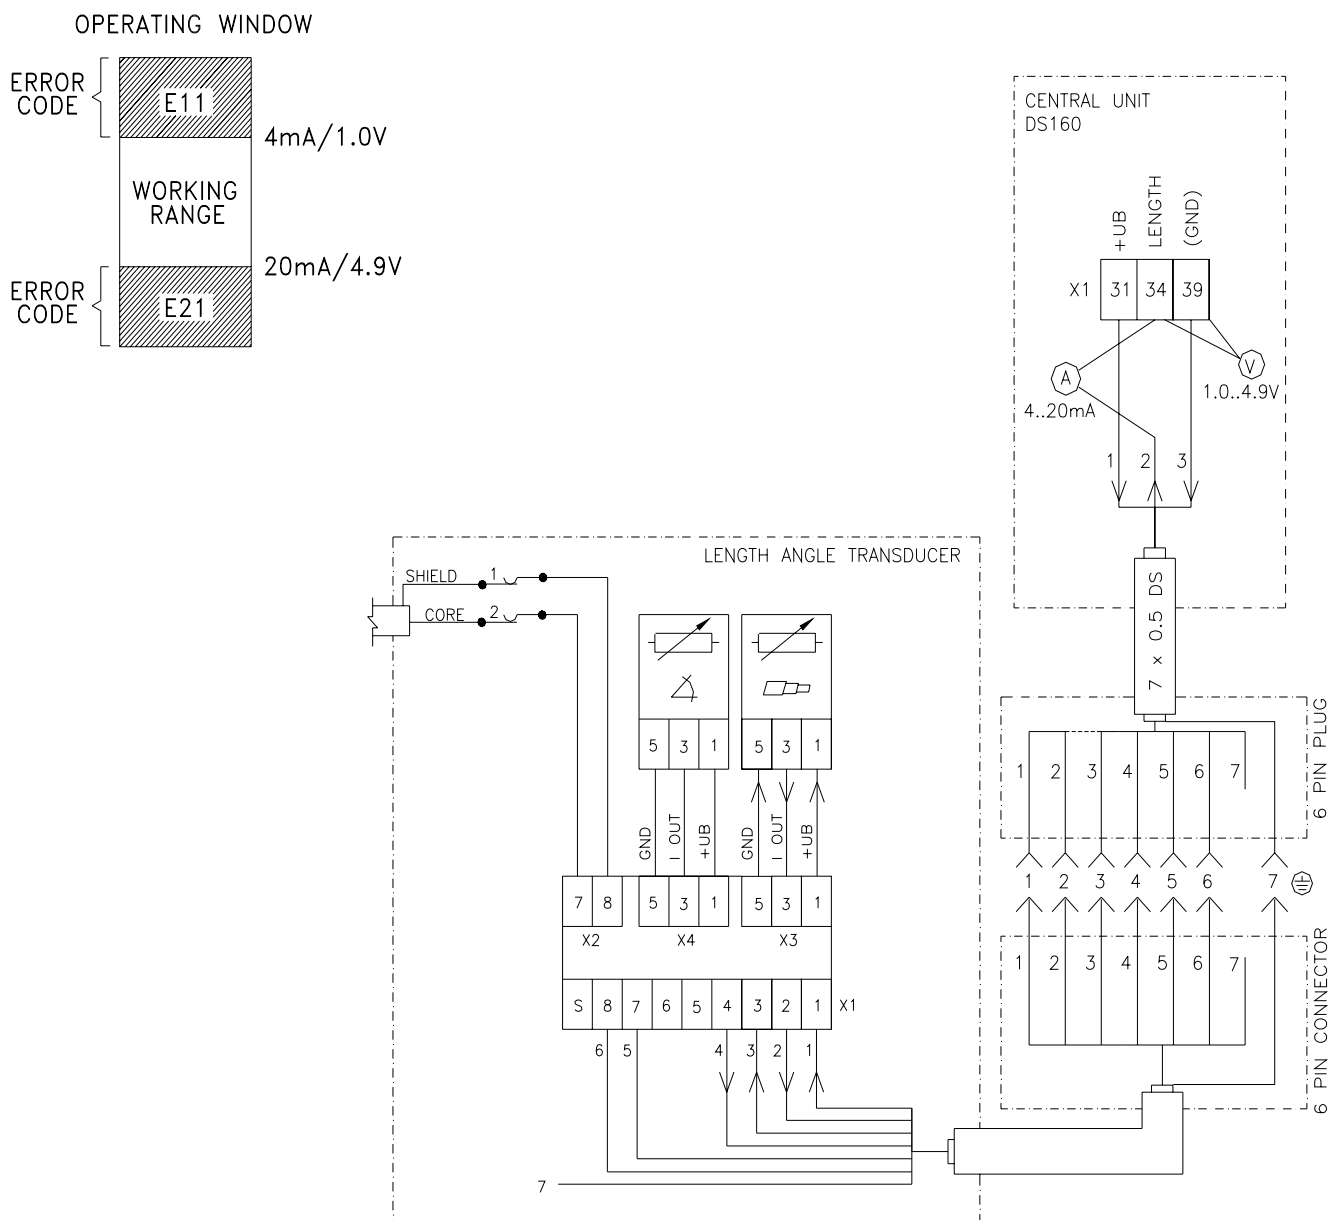 OPERATING WINDOW
ERROR
CODE
E11
4mA/1.0V
WORKING
RANGE
20mA/4.9V
ERROR
CODE
E21
CENTRAL UNIT
DS160
+UB
LENGTH
(GND)
X1 31 34 39
A
V
4..20mA
1.0..4.9V
1 2 3
7 x 0.5 DS
LENGTH ANGLE TRANSDUCER
SHIELD 1
CORE 2
5 3 1
5 3 1
GND
I OUT
+UB
GND
I OUT
+UB
7 8
5 3 1
5 3 1
X2 X4 X3
S 8 7 6 5 4 3 2 1 X1
6 5 4 3 2 1
7
6 PIN PLUG
1 2 3 4 5 6 7
1 2 3 4 5 6 7
6 PIN CONNECTOR
1 2 3 4 5 6 7